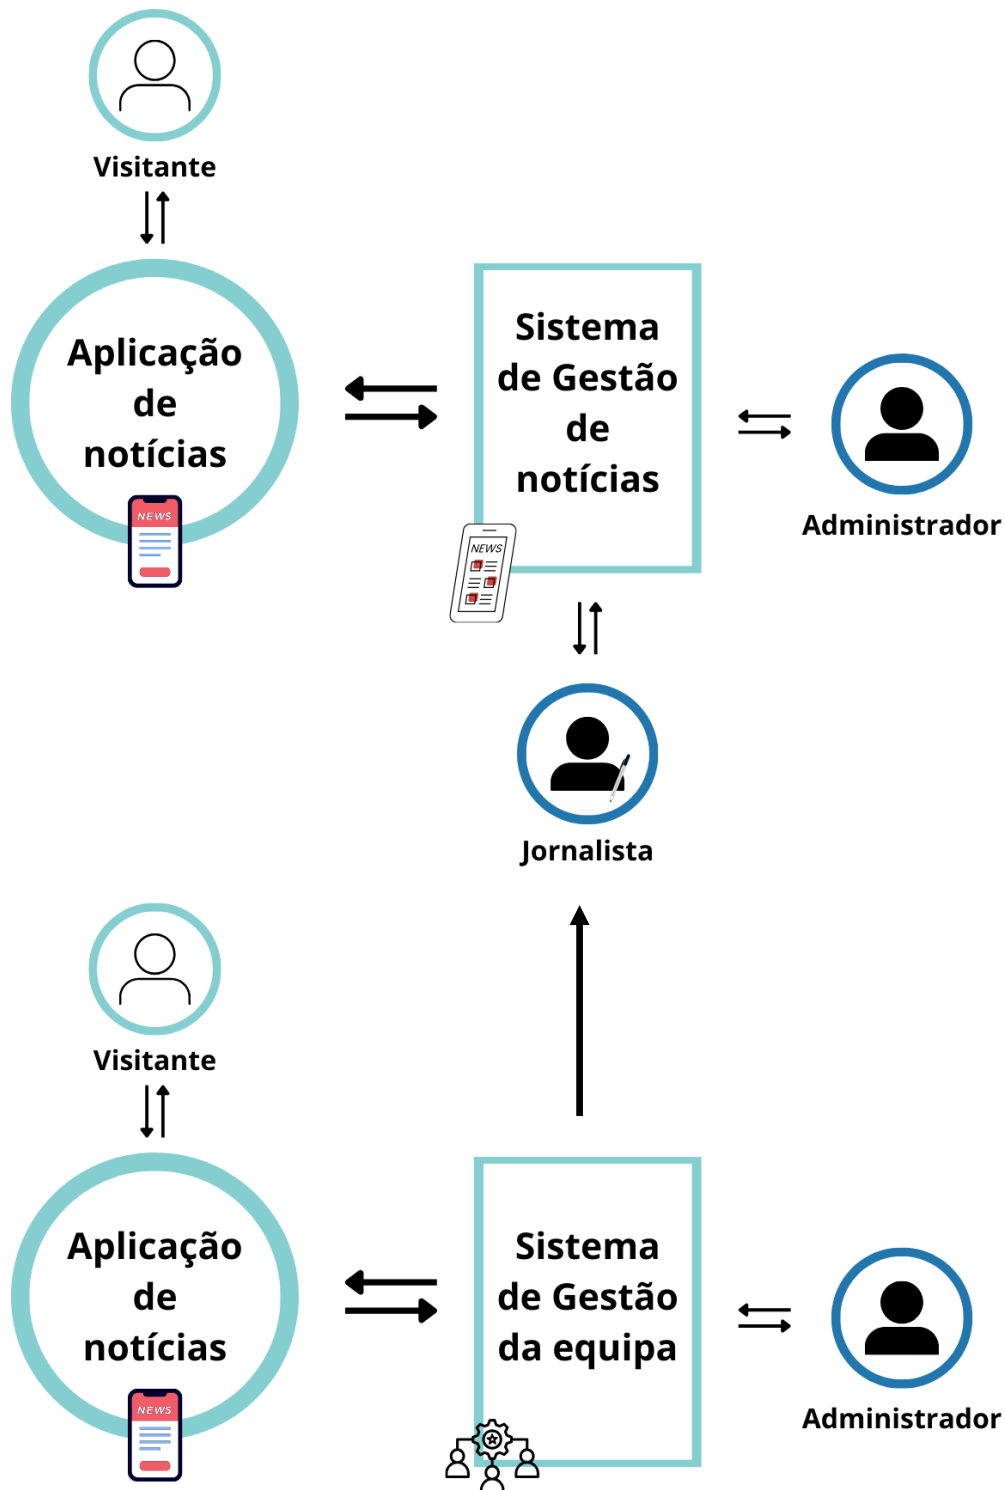 Visitante
Aplicação
de
notícias
NEWS
Sistema
de Gestão
de
notícias
NEWS
Administrador
Jornalista
Visitante
Aplicação
de
notícias
NEWS
Sistema
de Gestão
da equipa
Administrador